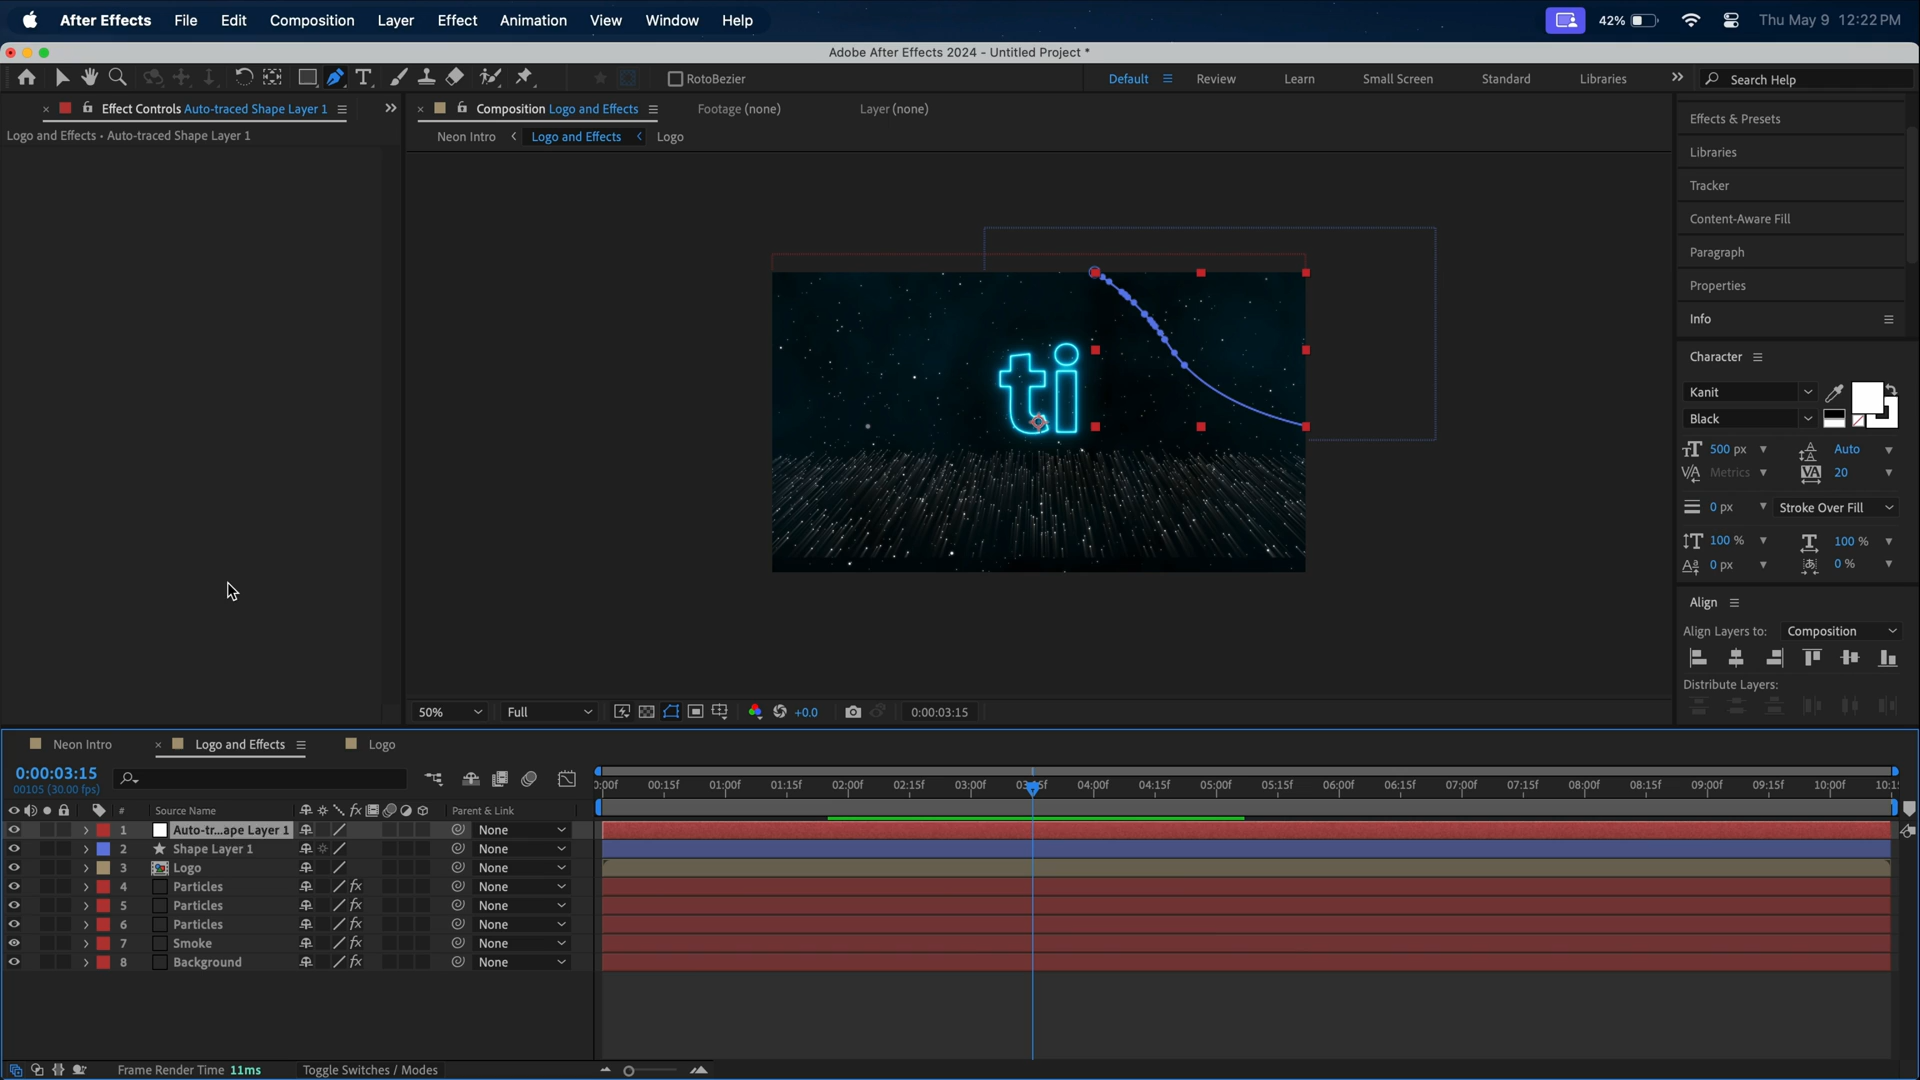 After Effects File Edit Composition Layer Effect Animation View Window Help 42% Thu May 9 12:22 PM
Adobe After Effects 2024 - Untitled Project *
RotoBezier Default Review Learn Small Screen Standard Libraries Search Help
Effect Controls Auto-traced Shape Layer 1 Composition Logo and Effects Footage (none) Layer (none)
Logo and Effects • Auto-traced Shape Layer 1 Neon Intro Logo and Effects Logo
ti
Effects & Presets
Libraries
Tracker
Content-Aware Fill
Paragraph
Properties
Info
Character
Kanit
Black
500 px Auto
Metrics 20
0 px Stroke Over Fill
100 % 100 %
0 px 0 %
Align
Align Layers to: Composition
Distribute Layers:
50% Full +0.0 0:00:03:15
Neon Intro Logo and Effects Logo
0:00:03:15
00105 (30.00 fps)
00:15f 01:00f 01:15f 02:00f 02:15f 03:00f 04:00f 04:15f 05:00f 05:15f 06:00f 06:15f 07:00f 07:15f 08:00f 08:15f 09:00f 09:15f 10:00f
# Source Name Parent & Link
1 Auto-tr...ape Layer 1 None
2 Shape Layer 1 None
3 Logo None
4 Particles fx None
5 Particles fx None
6 Particles fx None
7 Smoke fx None
8 Background fx None
Frame Render Time 11ms Toggle Switches / Modes